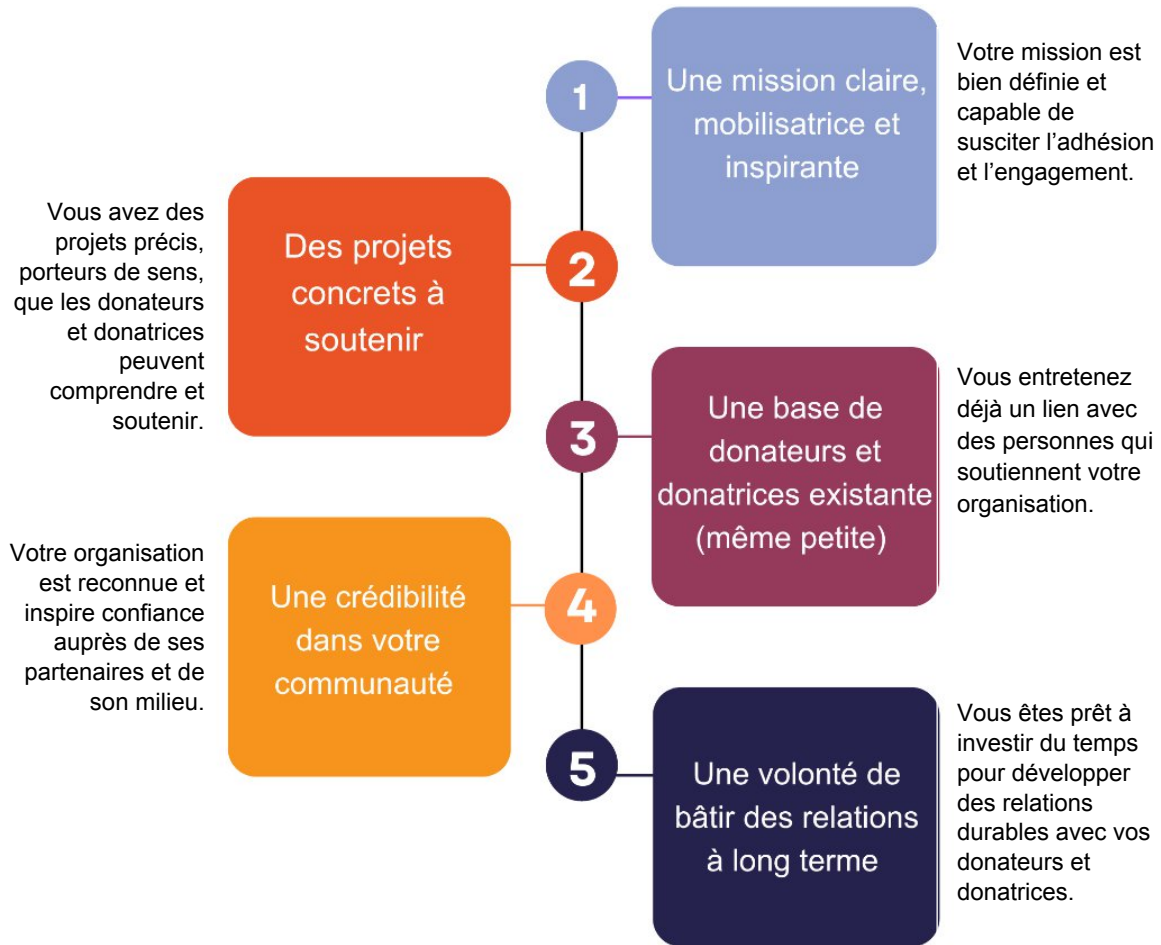 1
Une mission claire,
mobilisatrice et
inspirante
Votre mission est
bien définie et
capable de
susciter l’adhésion
et l’engagement.
Vous avez des
projets précis,
porteurs de sens,
que les donateurs
et donatrices
peuvent
comprendre et
soutenir.
Des projets
concrets à
soutenir
2
3
Une base de
donateurs et
donatrices existante
(même petite)
Vous entretenez
déjà un lien avec
des personnes qui
soutiennent votre
organisation.
Votre organisation
est reconnue et
inspire confiance
auprès de ses
partenaires et de
son milieu.
Une crédibilité
dans votre
communauté
4
5
Une volonté de
bâtir des relations
à long terme
Vous êtes prêt à
investir du temps
pour développer
des relations
durables avec vos
donateurs et
donatrices.